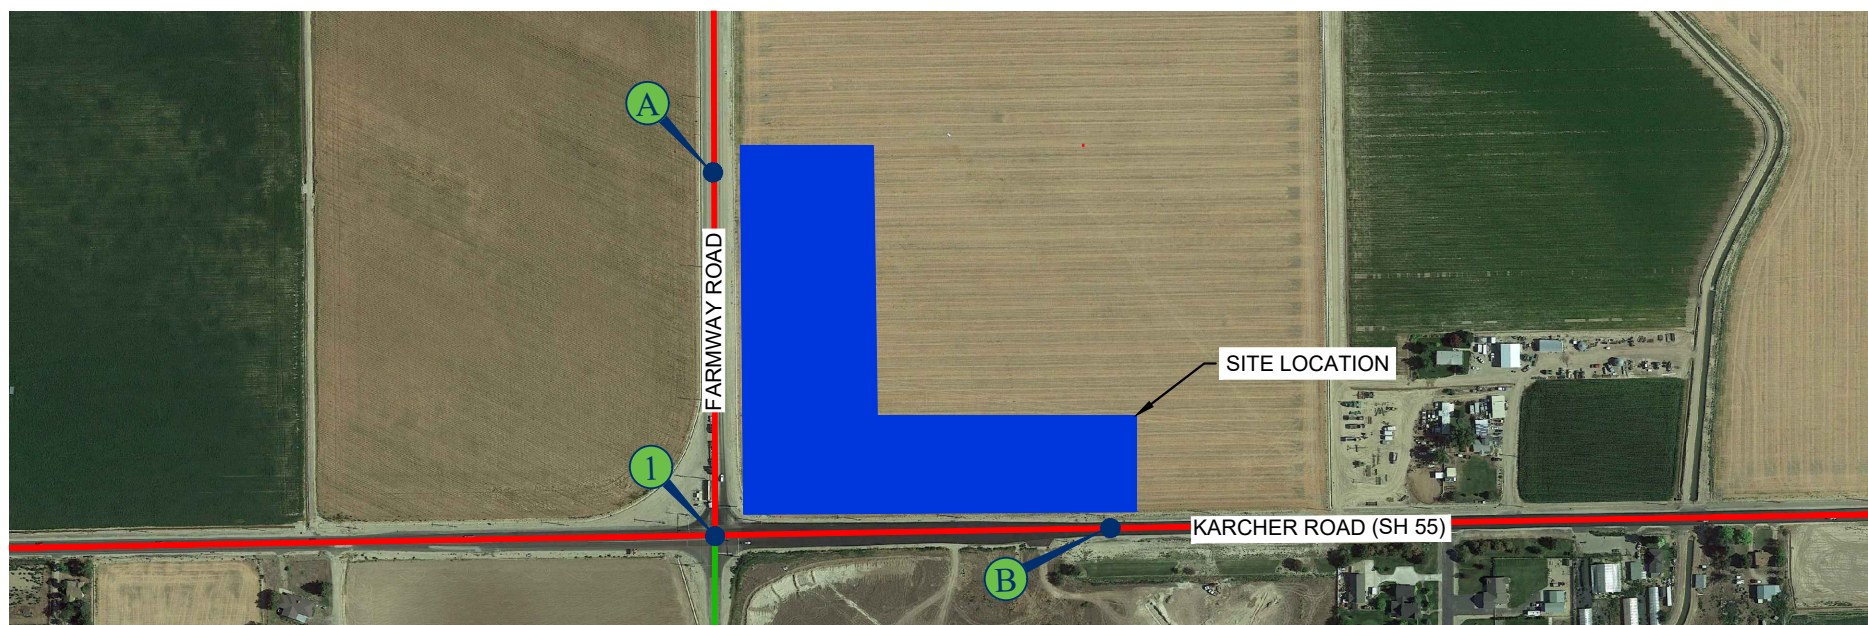 A
FARMWAY ROAD
SITE LOCATION
1
KARCHER ROAD (SH 55)
B